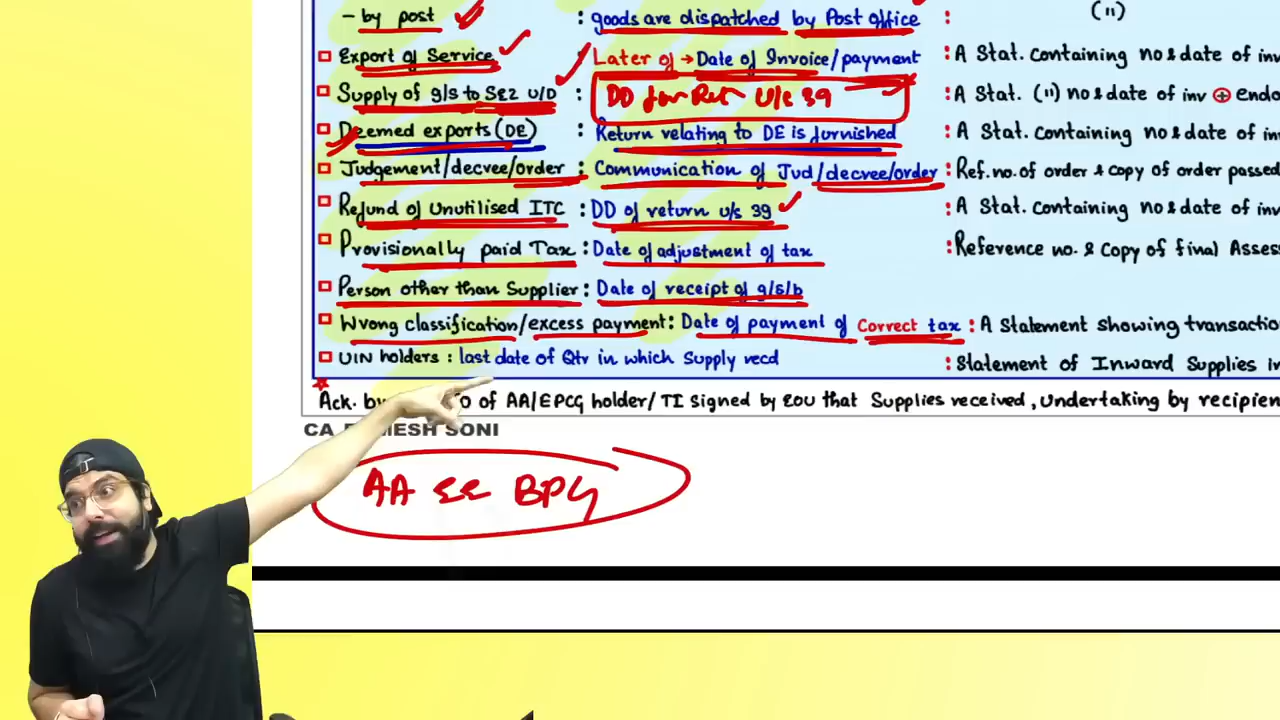 - by post : goods are dispatched by Post office : (")
Export of Service Later of → Date of Invoice/payment : A Stat. containing no & date of inv
Supply of g/s to SEZ U/D : DD for Ret U/s 39 : A Stat. (") no & date of inv ⊕ endo
Deemed exports (DE) : Return relating to DE is furnished : A Stat. Containing no & date of in
Judgement/decree/order : Communication of Jud/decree/order : Ref. no. of order & copy of order passed
Refund of Unutilised ITC : DD of return u/s 39 : A Stat. Containing no & date of inv
Provisionally paid Tax : Date of adjustment of tax : Reference no. & Copy of final Assess
Person other than Supplier : Date of receipt of g/s/b
Wrong classification/excess payment : Date of payment of Correct tax : A Statement showing transactio
UIN holders : last date of Qtr in which Supply recd : Statement of Inward Supplies in
Ack. by of AA/EPCG holder/ TI signed by EOU that Supplies received, Undertaking by recipien
CA SONI
AA EPCG